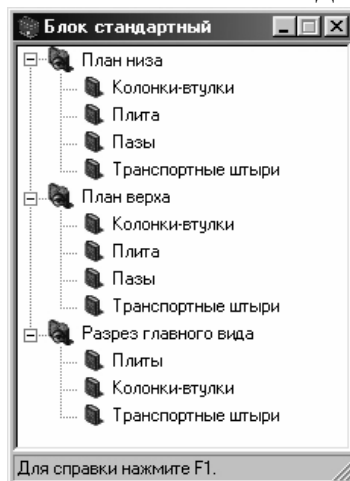 Блок стандартный
План низа
Колонки-втулки
Плита
Пазы
Транспортные штыри
План верха
Колонки-втулки
Плита
Пазы
Транспортные штыри
Разрез главного вида
Плиты
Колонки-втулки
Транспортные штыри
Для справки нажмите F1.